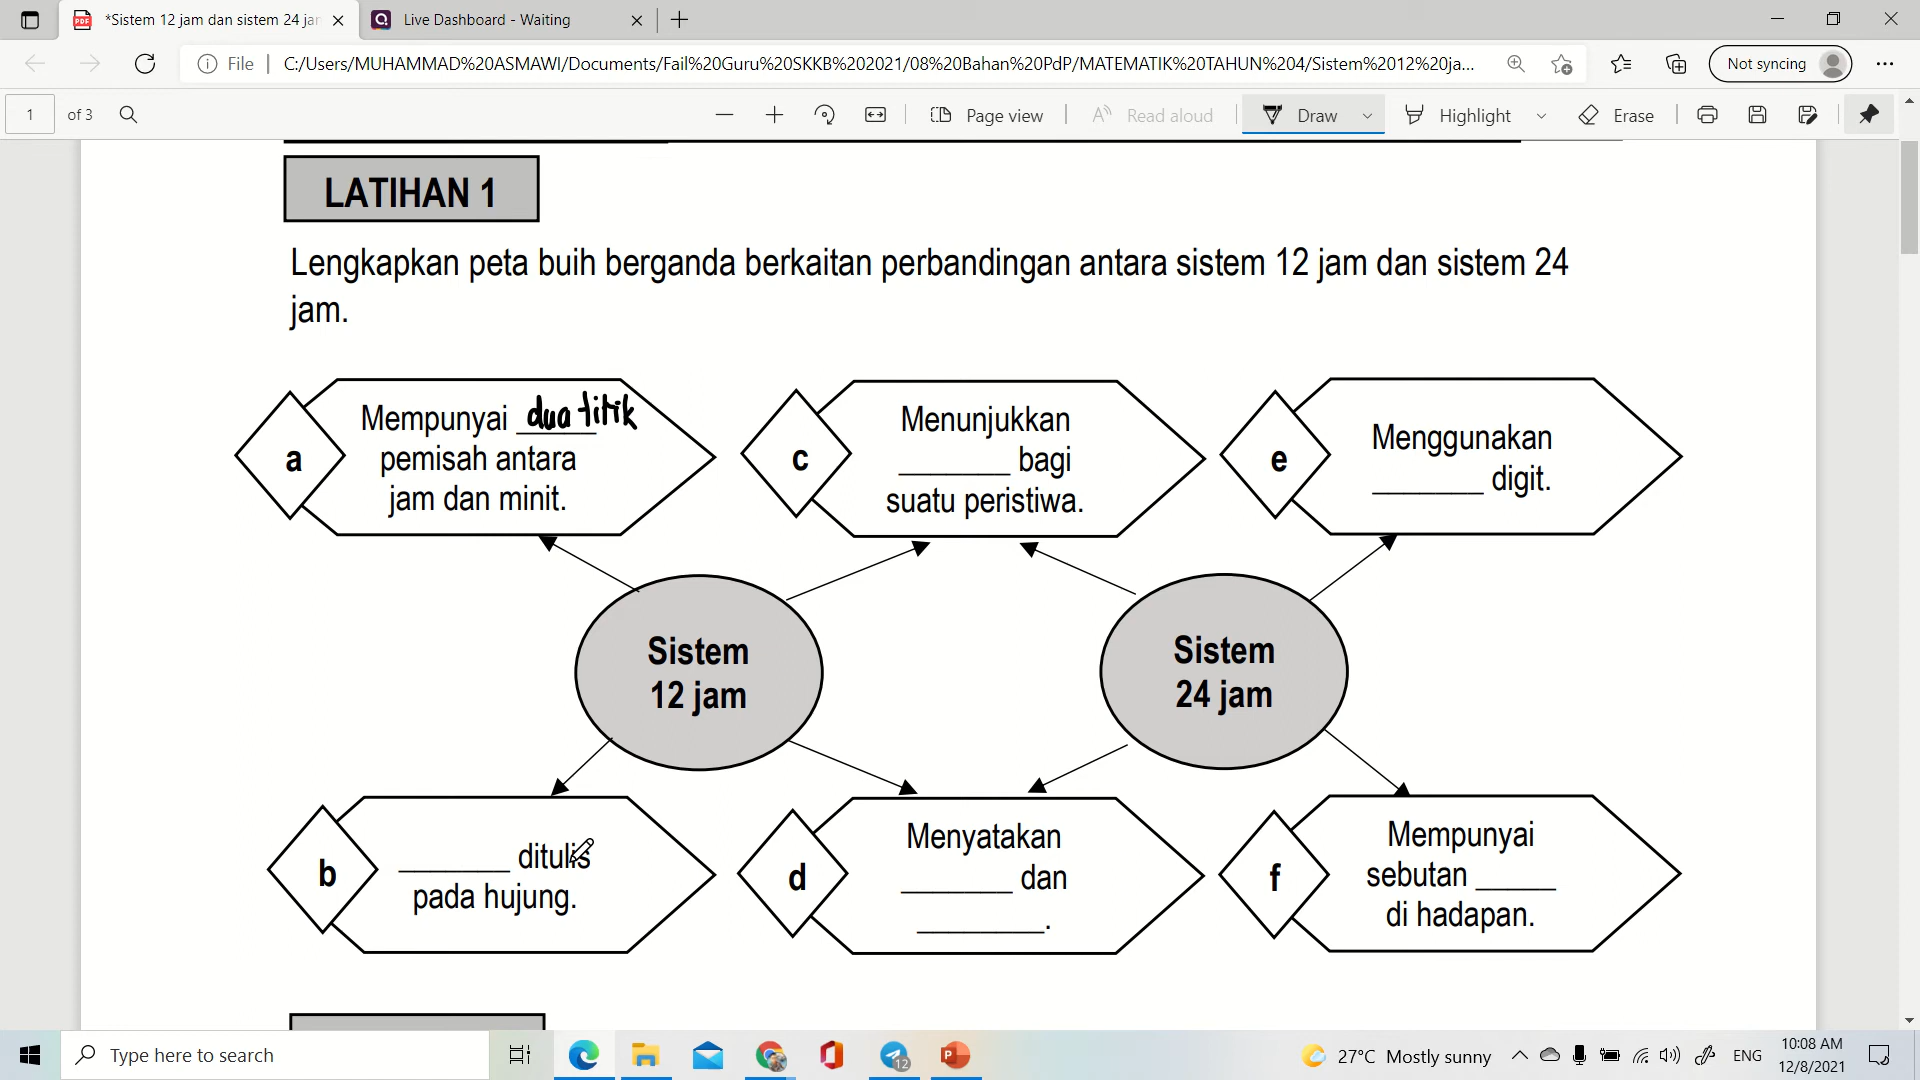 *Sistem 12 jam dan sistem 24 jar
Live Dashboard - Waiting
File
C:/Users/MUHAMMAD%20ASMAWI/Documents/Fail%20Guru%20SKKB%202021/08%20Bahan%20PdP/MATEMATIK%20TAHUN%204/Sistem%2012%20ja...
Not syncing
1 of 3
Page view
Read aloud
Draw
Highlight
Erase
LATIHAN 1
Lengkapkan peta buih berganda berkaitan perbandingan antara sistem 12 jam dan sistem 24
jam.
a
Mempunyai dua titik
pemisah antara
jam dan minit.
c
Menunjukkan
_______ bagi
suatu peristiwa.
e
Menggunakan
_______ digit.
Sistem
12 jam
Sistem
24 jam
b
_______ ditulis
pada hujung.
d
Menyatakan
_______ dan
________.
f
Mempunyai
sebutan _____
di hadapan.
Type here to search
12
27°C Mostly sunny
ENG
10:08 AM
12/8/2021